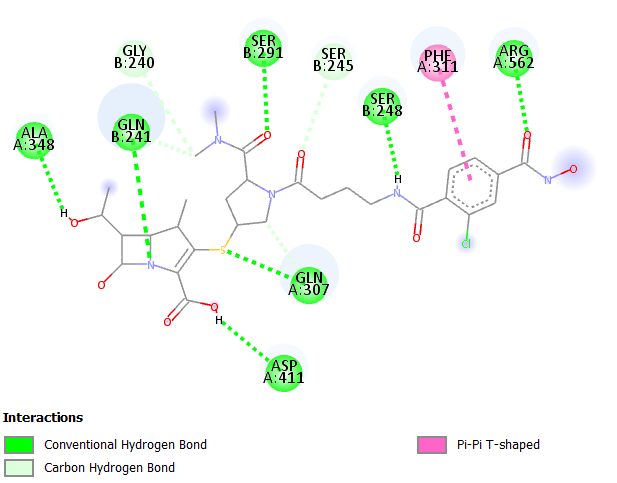 SER
B:291
GLY
B:240
SER
B:245
PHE
A:311
ARG
A:562
SER
B:248
GLN
B:241
ALA
A:348
H
O
N
O
O
N
H
N
O
N
O
O
Cl
S
N
O
O
O
H
GLN
A:307
ASP
A:411
Interactions
Conventional Hydrogen Bond
Carbon Hydrogen Bond
Pi-Pi T-shaped